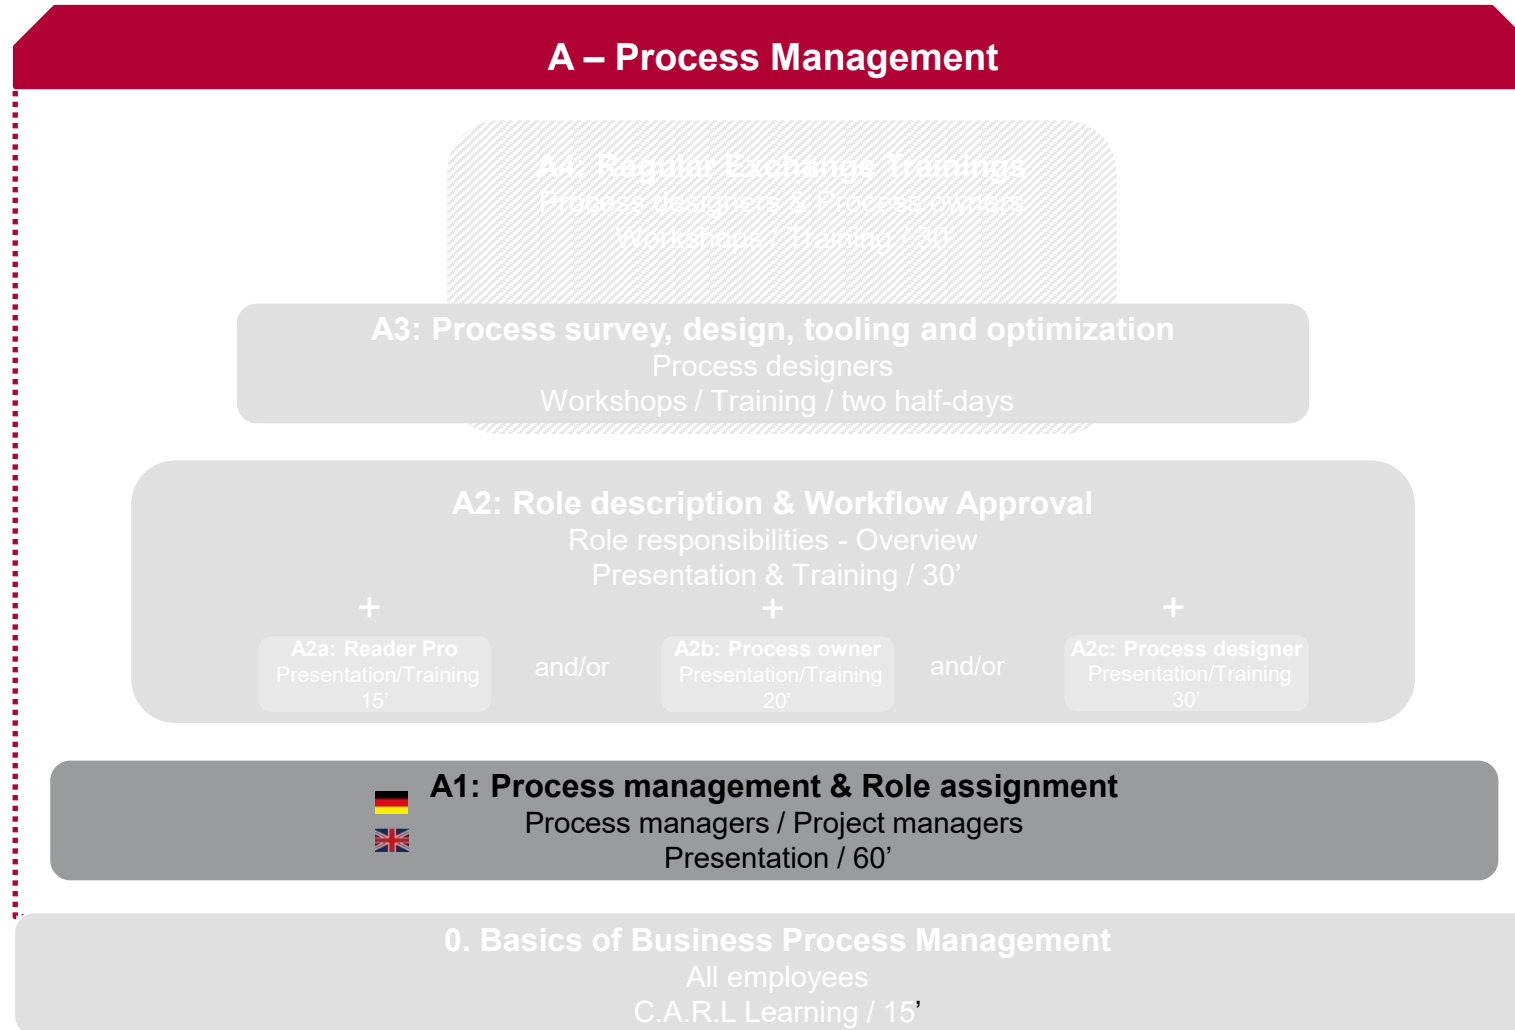 A – Process Management
A4: Regular Exchange Trainings
Process designers & Process owners
Workshops / Training / 30'
A3: Process survey, design, tooling and optimization
Process designers
Workshops / Training / two half-days
A2: Role description & Workflow Approval
Role responsibilities - Overview
Presentation & Training / 30’
+ + +
A2a: Reader Pro
Presentation/Training
15’
and/or
A2b: Process owner
Presentation/Training
20’
and/or
A2c: Process designer
Presentation/Training
30’
A1: Process management & Role assignment
Process managers / Project managers
Presentation / 60’
0. Basics of Business Process Management
All employees
C.A.R.L Learning / 15’